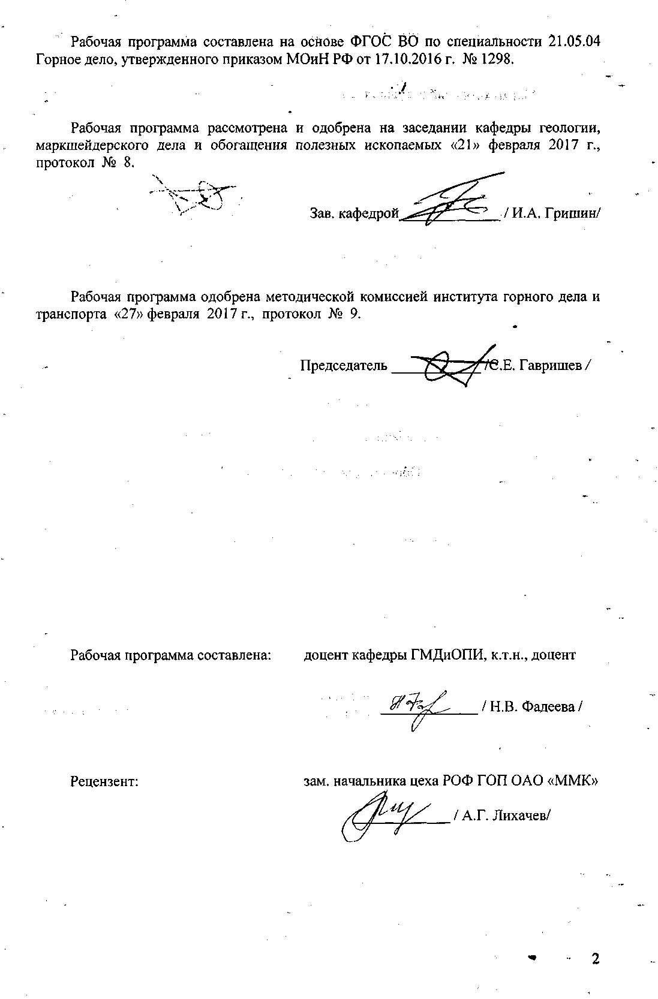 Рабочая программа составлена на основе ФГОС ВО по специальности 21.05.04
Горное дело, утвержденного приказом МОиН РФ от 17.10.2016 г. № 1298.
Рабочая программа рассмотрена и одобрена на заседании кафедры геологии,
маркшейдерского дела и обогащения полезных ископаемых «21» февраля 2017 г.,
протокол № 8.
Зав. кафедрой / И.А. Гришин/
Рабочая программа одобрена методической комиссией института горного дела и
транспорта «27» февраля 2017 г., протокол № 9.
Председатель /С.Е. Гавришев /
Рабочая программа составлена: доцент кафедры ГМДиОПИ, к.т.н., доцент
/ Н.В. Фадеева /
Рецензент: зам. начальника цеха РОФ ГОП ОАО «ММК»
/ А.Г. Лихачев/
2